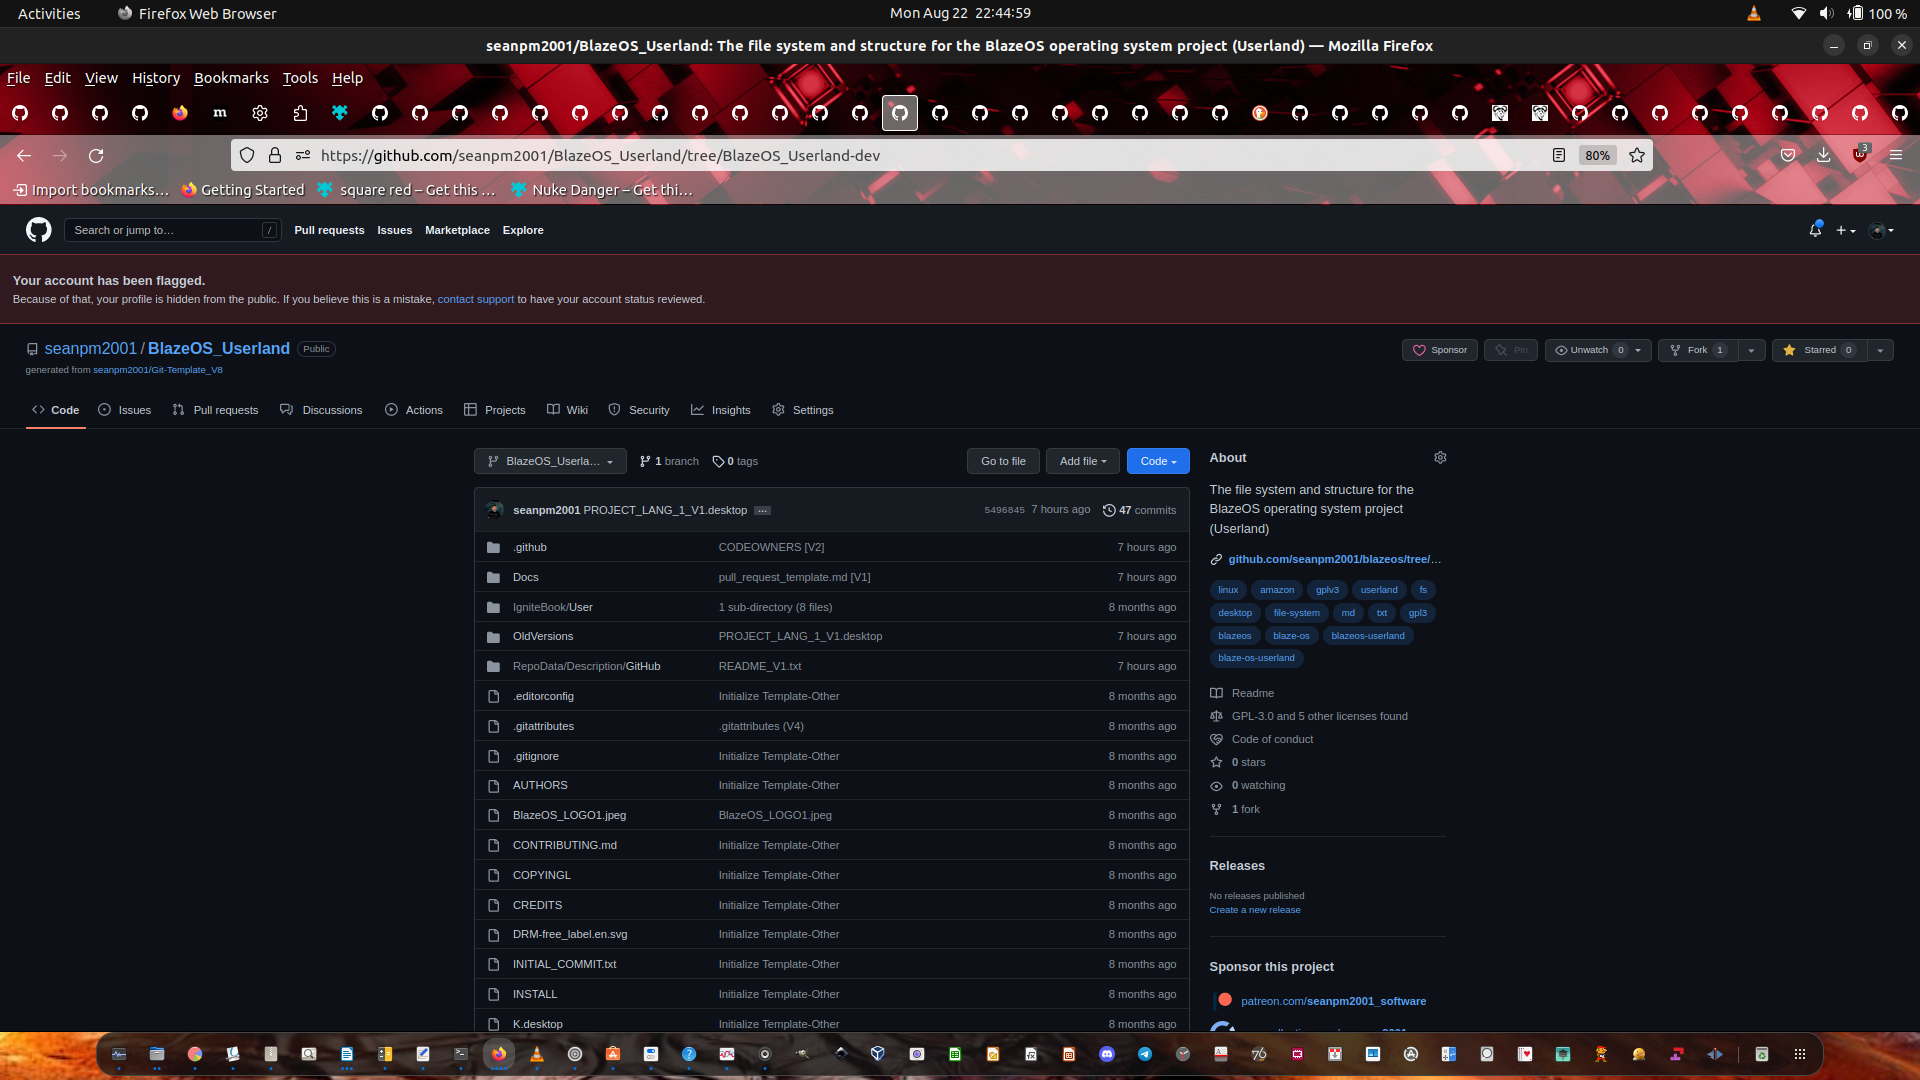 Activities
Firefox Web Browser
Mon Aug 22 22:44:59
100 %
seanpm2001/BlazeOS_Userland: The file system and structure for the BlazeOS operating system project (Userland) — Mozilla Firefox
File Edit View History Bookmarks Tools Help
https://github.com/seanpm2001/BlazeOS_Userland/tree/BlazeOS_Userland-dev
80%
3
Import bookmarks…
Getting Started
square red – Get this …
Nuke Danger – Get thi…
Search or jump to…
/
Pull requests Issues Marketplace Explore
Your account has been flagged.
Because of that, your profile is hidden from the public. If you believe this is a mistake, contact support to have your account status reviewed.
seanpm2001 / BlazeOS_Userland Public
Sponsor
Pin
Unwatch 0
Fork 1
Starred 0
generated from seanpm2001/Git-Template_V8
Code
Issues
Pull requests
Discussions
Actions
Projects
Wiki
Security
Insights
Settings
BlazeOS_Userla…
1 branch
0 tags
Go to file
Add file
Code
seanpm2001 PROJECT_LANG_1_V1.desktop …
5496845 7 hours ago
47 commits
.github CODEOWNERS [V2] 7 hours ago
Docs pull_request_template.md [V1] 7 hours ago
IgniteBook/User 1 sub-directory (8 files) 8 months ago
OldVersions PROJECT_LANG_1_V1.desktop 7 hours ago
RepoData/Description/GitHub README_V1.txt 7 hours ago
.editorconfig Initialize Template-Other 8 months ago
.gitattributes .gitattributes (V4) 8 months ago
.gitignore Initialize Template-Other 8 months ago
AUTHORS Initialize Template-Other 8 months ago
BlazeOS_LOGO1.jpeg BlazeOS_LOGO1.jpeg 8 months ago
CONTRIBUTING.md Initialize Template-Other 8 months ago
COPYINGL Initialize Template-Other 8 months ago
CREDITS Initialize Template-Other 8 months ago
DRM-free_label.en.svg Initialize Template-Other 8 months ago
INITIAL_COMMIT.txt Initialize Template-Other 8 months ago
INSTALL Initialize Template-Other 8 months ago
K.desktop Initialize Template-Other 8 months ago
About
The file system and structure for the
BlazeOS operating system project
(Userland)
github.com/seanpm2001/blazeos/tree/…
linux amazon gplv3 userland fs
desktop file-system md txt gpl3
blazeos blaze-os blazeos-userland
blaze-os-userland
Readme
GPL-3.0 and 5 other licenses found
Code of conduct
0 stars
0 watching
1 fork
Releases
No releases published
Create a new release
Sponsor this project
patreon.com/seanpm2001_software